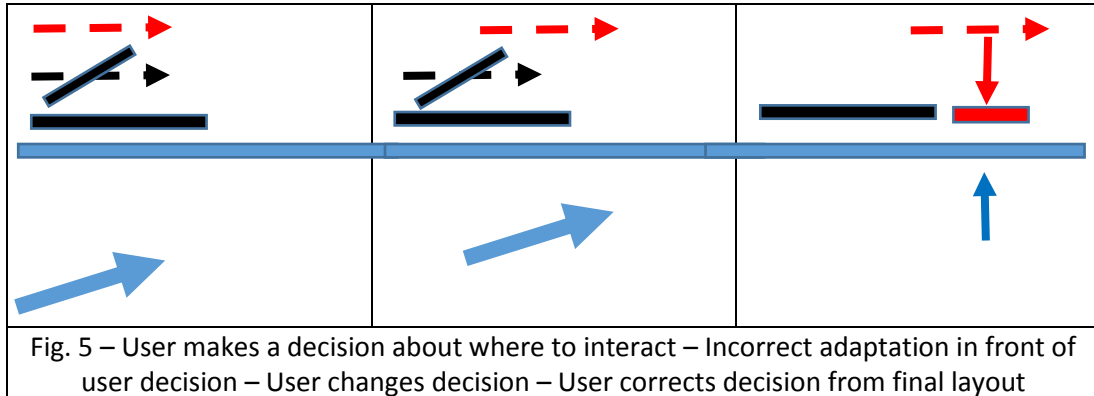 Fig. 5 – User makes a decision about where to interact – Incorrect adaptation in front of
user decision – User changes decision – User corrects decision from final layout